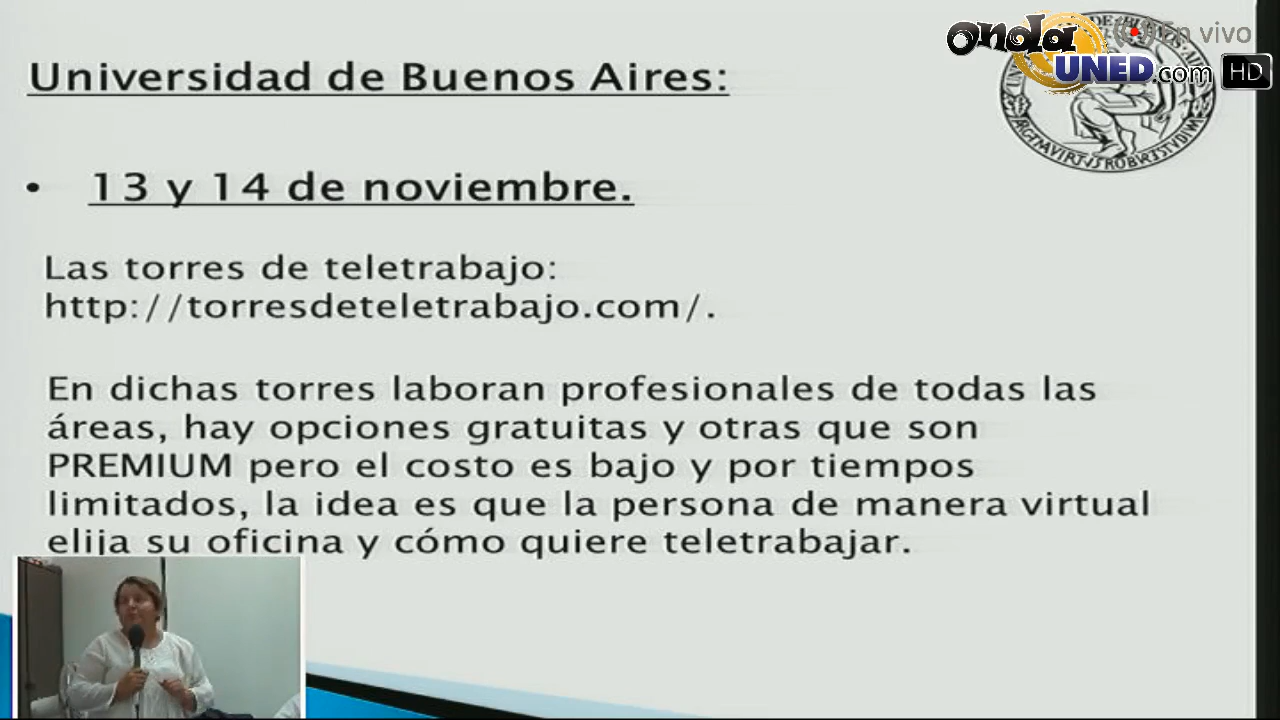 onda
UNED.com
En vivo
HD
Universidad de Buenos Aires:
• 13 y 14 de noviembre.
Las torres de teletrabajo:
http://torresdeteletrabajo.com/.
En dichas torres laboran profesionales de todas las
áreas, hay opciones gratuitas y otras que son
PREMIUM pero el costo es bajo y por tiempos
limitados, la idea es que la persona de manera virtual
elija su oficina y cómo quiere teletrabajar.